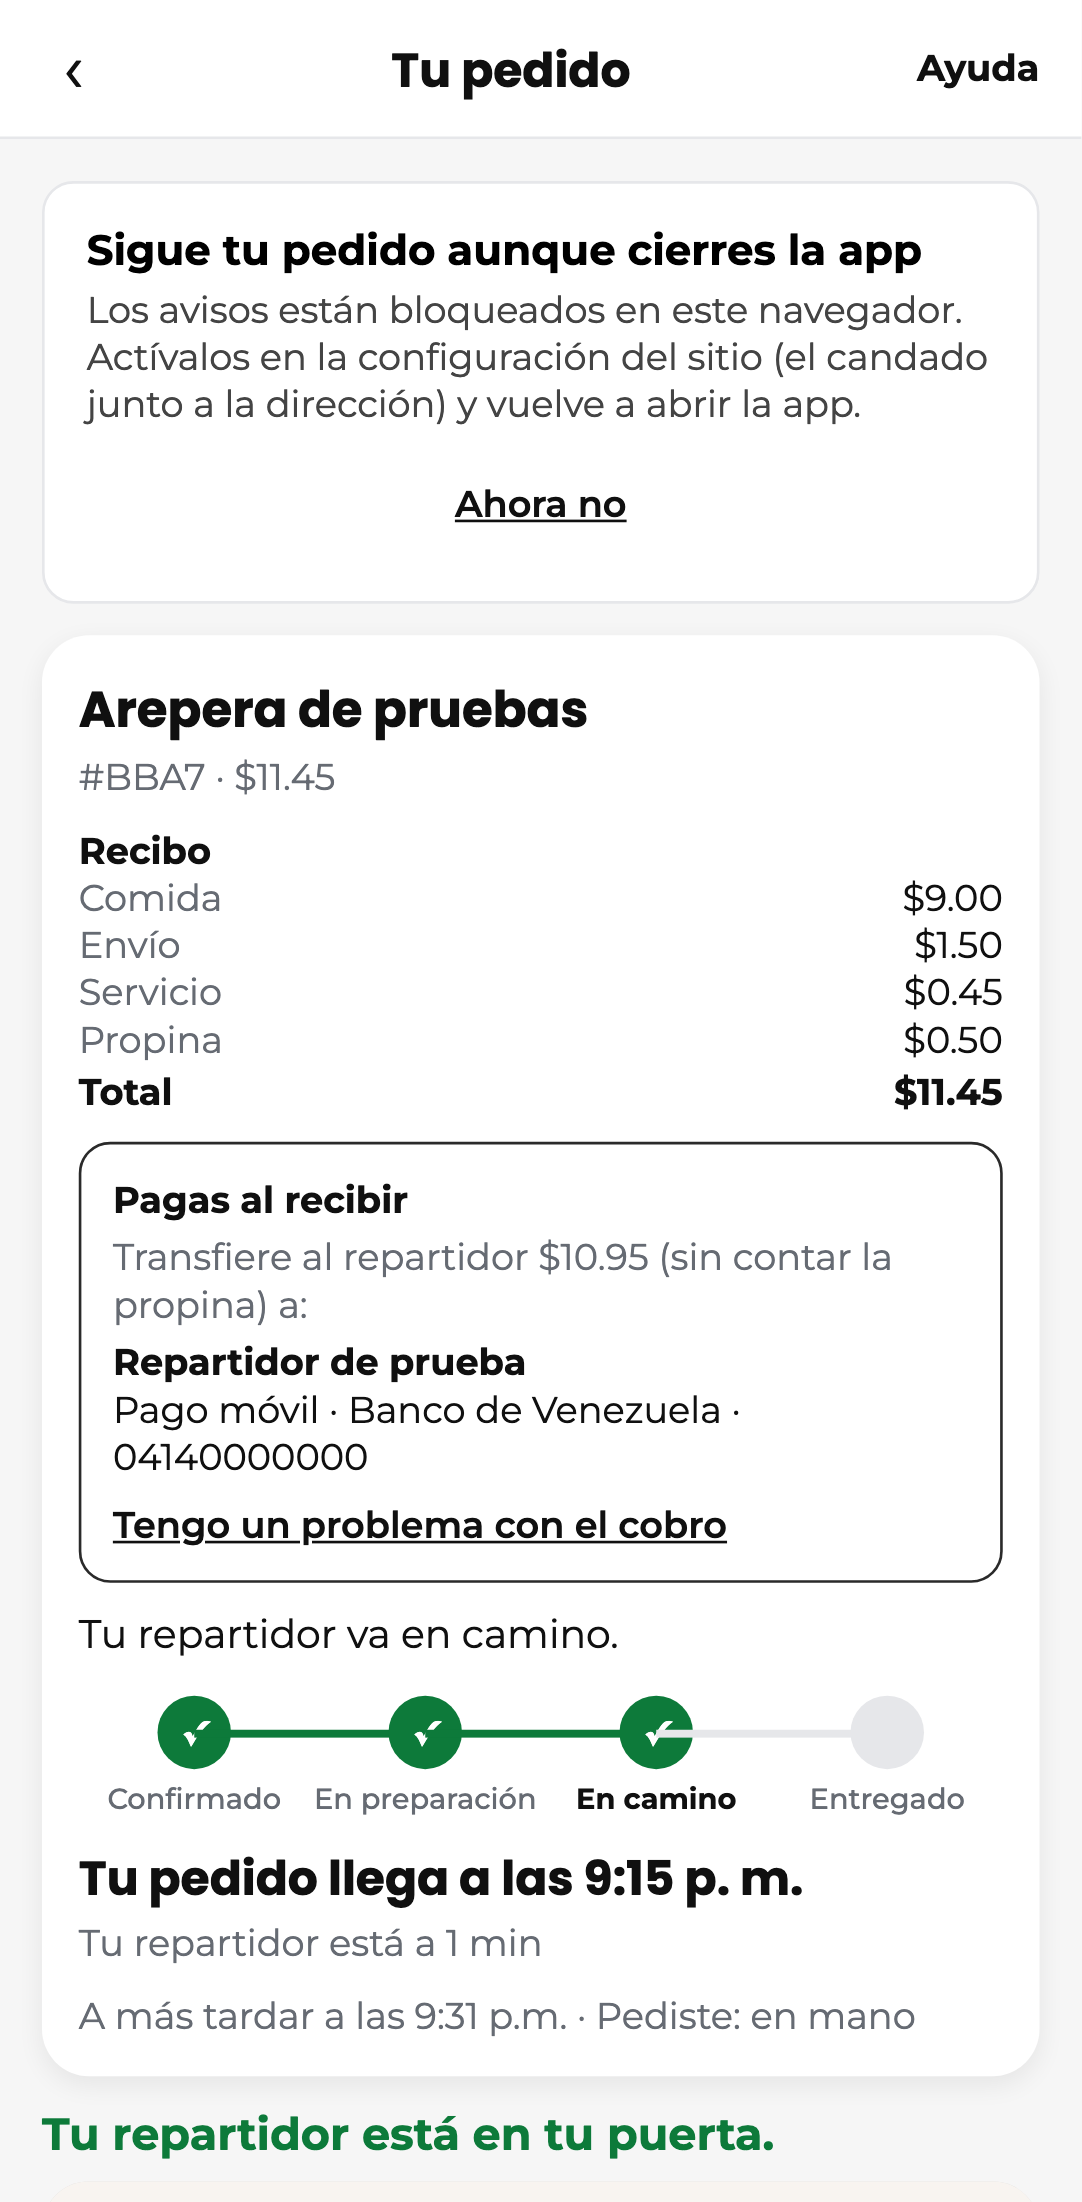 ‹ Tu pedido Ayuda
Sigue tu pedido aunque cierres la app
Los avisos están bloqueados en este navegador.
Actívalos en la configuración del sitio (el candado
junto a la dirección) y vuelve a abrir la app.
Ahora no
Arepera de pruebas
#BBA7 · $11.45
Recibo
Comida $9.00
Envío $1.50
Servicio $0.45
Propina $0.50
Total $11.45
Pagas al recibir
Transfiere al repartidor $10.95 (sin contar la
propina) a:
Repartidor de prueba
Pago móvil · Banco de Venezuela ·
04140000000
Tengo un problema con el cobro
Tu repartidor va en camino.
Confirmado En preparación En camino Entregado
Tu pedido llega a las 9:15 p. m.
Tu repartidor está a 1 min
A más tardar a las 9:31 p.m. · Pediste: en mano
Tu repartidor está en tu puerta.